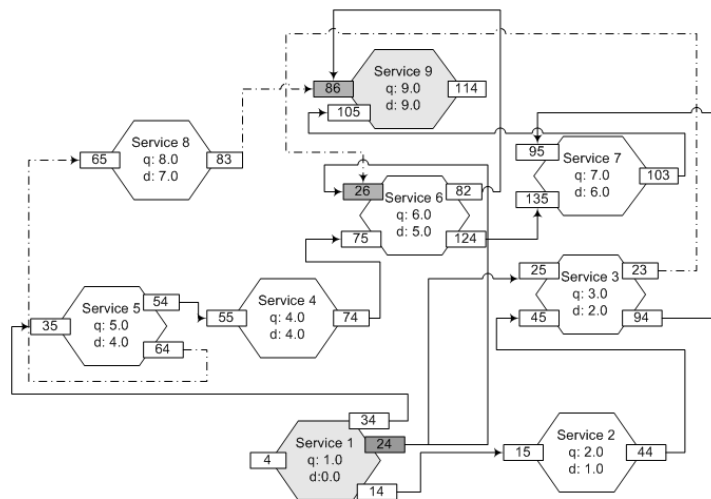 Service 9
86
q: 9.0
114
d: 9.0
105
Service 8
65
q: 8.0
83
d: 7.0
95
Service 7
q: 7.0
103
d: 6.0
135
26
Service 6
82
q: 6.0
d: 5.0
75
124
25
Service 3
23
q: 3.0
d: 2.0
45
94
Service 5
54
35
q: 5.0
d: 4.0
64
Service 4
55
q: 4.0
74
d: 4.0
34
Service 1
24
4
q: 1.0
d:0.0
14
Service 2
15
q: 2.0
44
d: 1.0